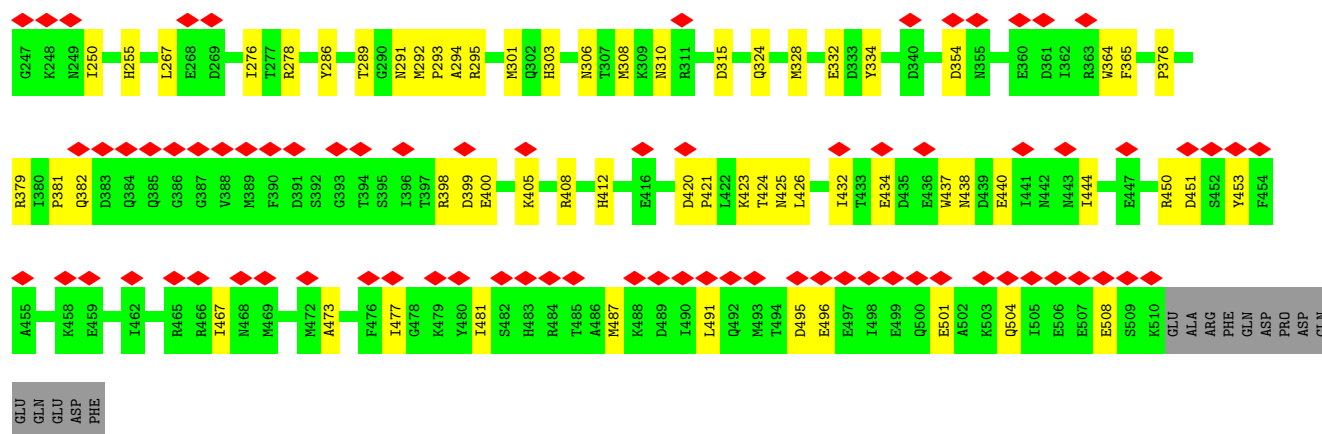 G247 K248 N249 I250 H255 L267 E268 D269 I276 T277 R278 Y286 T289 G290 N291 M292 P293 A294 R295 M301 Q302 H303 N306 T307 M308 K309 N310 R311 D315 Q324 M328 E332 D333 Y334 D340 D354 N355 E360 D361 I362 R363 W364 F365 P376
R379 I380 P381 Q382 D383 Q384 Q385 G386 G387 V388 M389 F390 D391 S392 G393 T394 S395 I396 T397 R398 D399 E400 K405 R408 H412 E416 D420 P421 L422 K423 T424 N425 L426 I432 T433 E434 D435 E436 W437 N438 D439 E440 I441 N442 N443 I444 E447 R450 D451 S452 Y453 F454
A455 K458 E459 I462 R465 R466 I467 N468 M469 M472 A473 F476 I477 G478 K479 Y480 I481 S482 H483 R484 T485 A486 M487 K488 D489 I490 L491 Q492 M493 T494 D495 E496 E497 I498 E499 Q500 E501 A502 K503 Q504 I505 E506 E507 E508 S509 K510 GLU ALA ARG PHE GLN ASP PRO ASP GLN
GLU GLN GLU ASP PHE